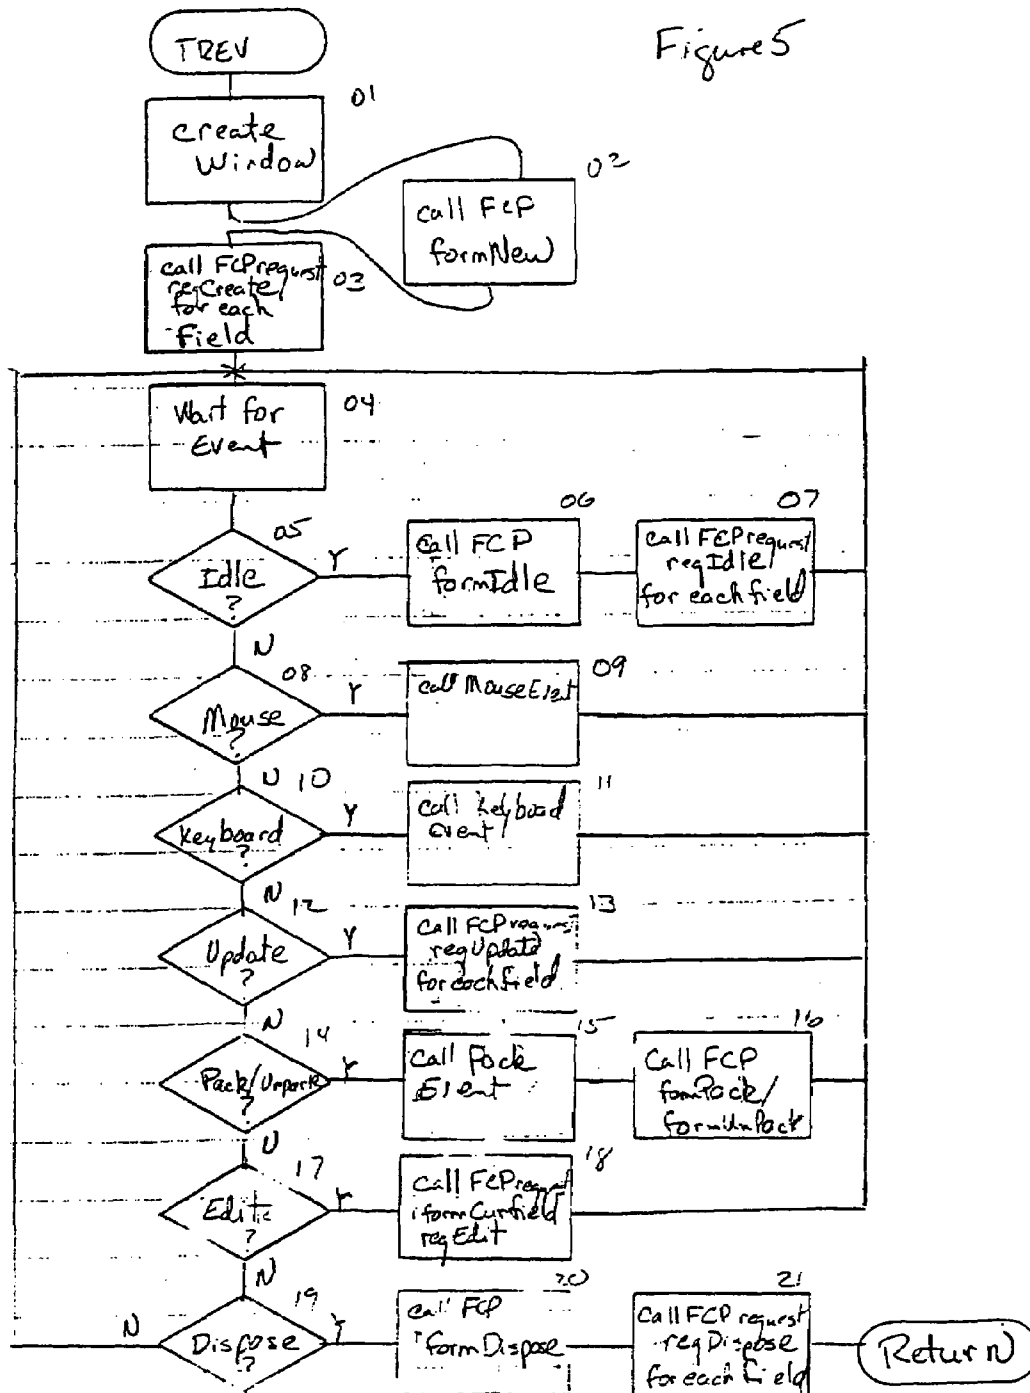 Figure 5
TREV
01
create
Window
02
call FCP
formNew
call FCPrequest
reqCreate/
for each
Field
03
Wait for
Event
04
05
Idle
?
Y
N
06
call FCP
formIdle
07
call FCPrequest
reqIdle/
for each field
08
Mouse
?
Y
N
09
call MouseEvent
10
Keyboard
?
Y
N
11
call Keyboard
Event/
12
Update
?
Y
N
13
call FCPrequest
reqUpdate
for each field
14
Pack/Unpack
?
Y
N
15
call Pack
Event
16
Call FCP
formPack/
formUnPack
17
Edit
?
Y
N
18
call FCPrequest
formCurfield
reqEdit
19
Dispose
?
N
Y
20
call FCP
formDispose
21
Call FCP request
reqDispose
for each field
Return